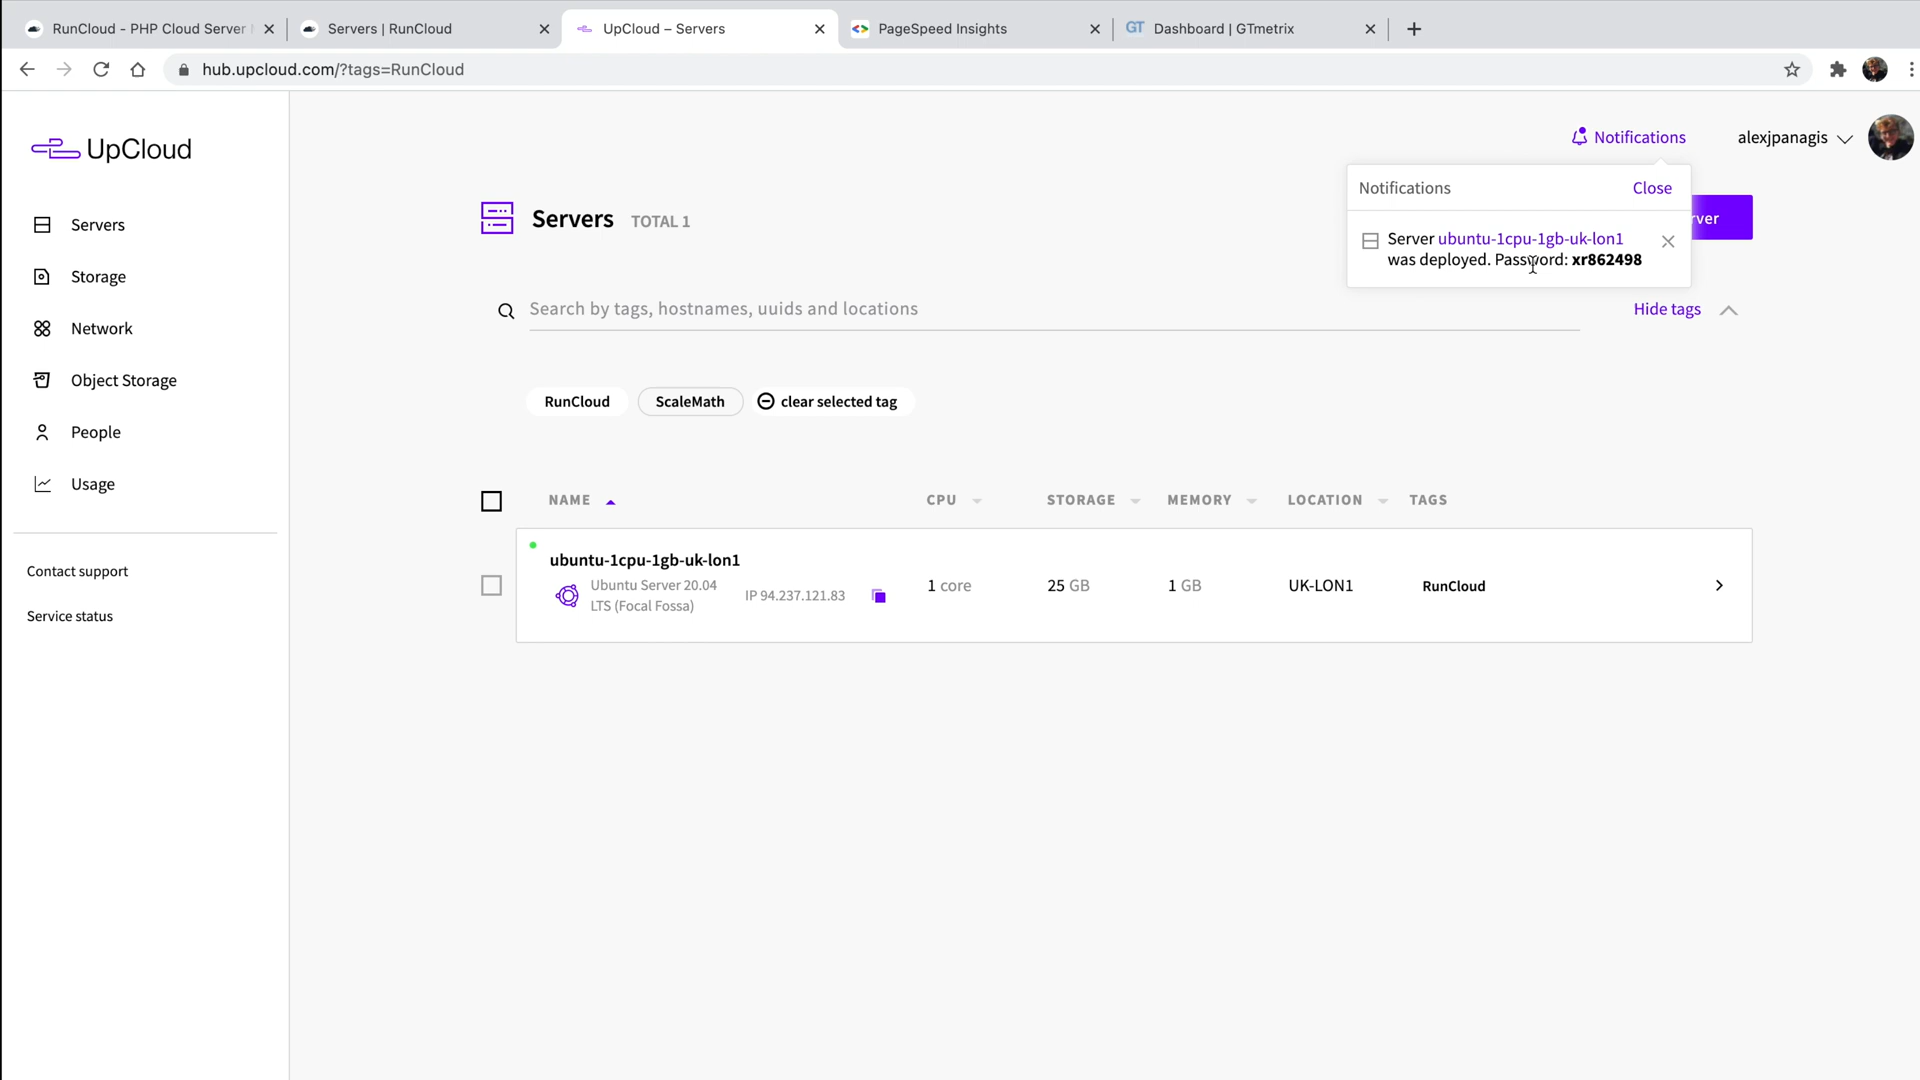 RunCloud - PHP Cloud Server
Servers | RunCloud
UpCloud – Servers
PageSpeed Insights
GT Dashboard | GTmetrix
hub.upcloud.com/?tags=RunCloud
UpCloud
Notifications
alexjpanagis
Servers
Storage
Network
Object Storage
People
Usage
Contact support
Service status
Servers TOTAL 1
Notifications
Close
Server ubuntu-1cpu-1gb-uk-lon1
was deployed. Password: xr862498
rver
Search by tags, hostnames, uuids and locations
Hide tags
RunCloud
ScaleMath
clear selected tag
NAME CPU STORAGE MEMORY LOCATION TAGS
ubuntu-1cpu-1gb-uk-lon1
Ubuntu Server 20.04
LTS (Focal Fossa)
IP 94.237.121.83
1 core
25 GB
1 GB
UK-LON1
RunCloud